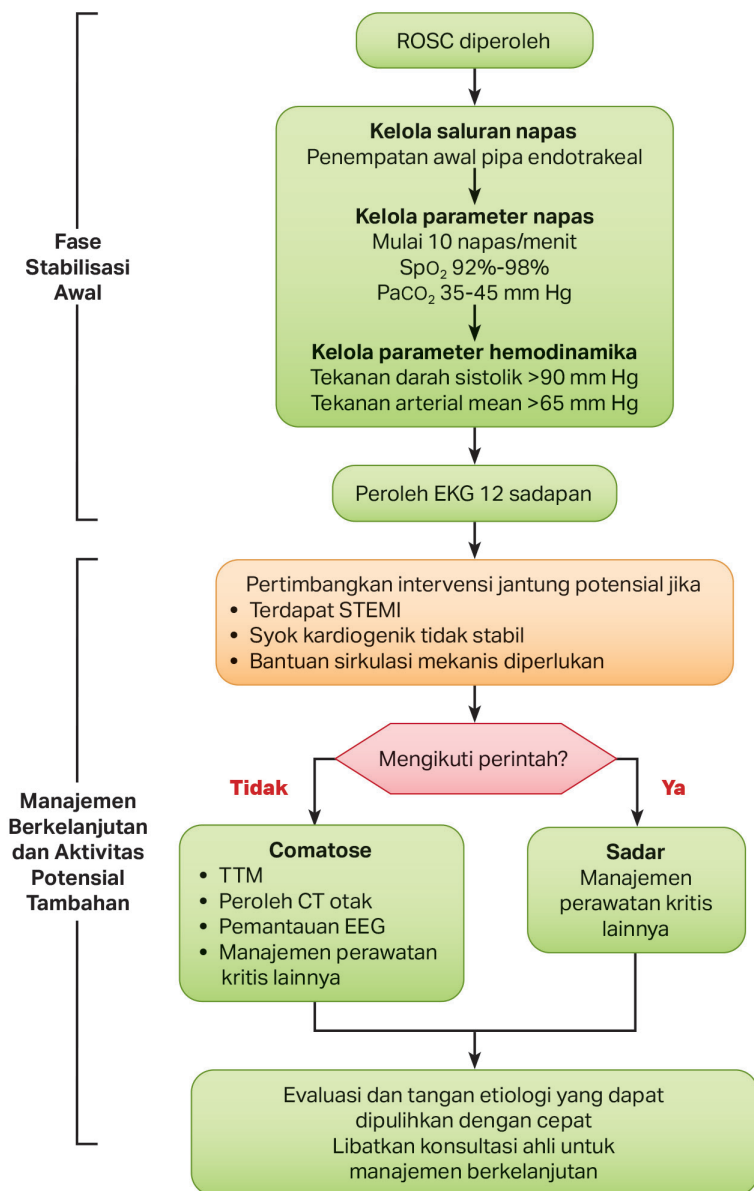 ROSC diperoleh
Kelola saluran napas
Penempatan awal pipa endotrakeal
Kelola parameter napas
Mulai 10 napas/menit
SpO₂ 92%-98%
PaCO₂ 35-45 mm Hg
Kelola parameter hemodinamika
Tekanan darah sistolik >90 mm Hg
Tekanan arterial mean >65 mm Hg
Fase
Stabilisasi
Awal
Peroleh EKG 12 sadapan
Pertimbangkan intervensi jantung potensial jika
• Terdapat STEMI
• Syok kardiogenik tidak stabil
• Bantuan sirkulasi mekanis diperlukan
Mengikuti perintah?
Tidak
Ya
Manajemen
Berkelanjutan
dan Aktivitas
Potensial
Tambahan
Comatose
• TTM
• Peroleh CT otak
• Pemantauan EEG
• Manajemen perawatan
kritis lainnya
Sadar
Manajemen
perawatan kritis
lainnya
Evaluasi dan tangan etiologi yang dapat
dipulihkan dengan cepat
Libatkan konsultasi ahli untuk
manajemen berkelanjutan